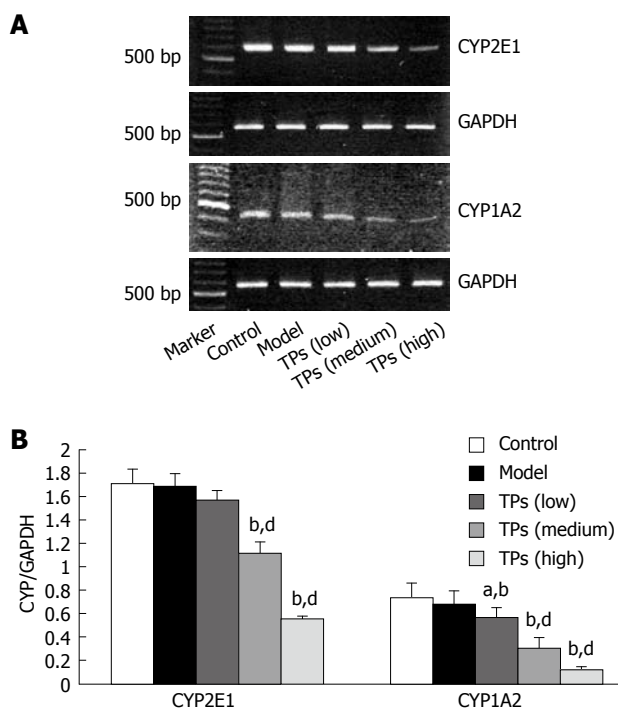 A
500 bp
CYP2E1
500 bp
GAPDH
500 bp
CYP1A2
500 bp
GAPDH
Marker
Control
Model
TPs (low)
TPs (medium)
TPs (high)
B
CYP/GAPDH
2
1.8
1.6
1.4
1.2
1
0.8
0.6
0.4
0.2
0
Control
Model
TPs (low)
TPs (medium)
TPs (high)
b,d
b,d
a,b
b,d
b,d
CYP2E1
CYP1A2